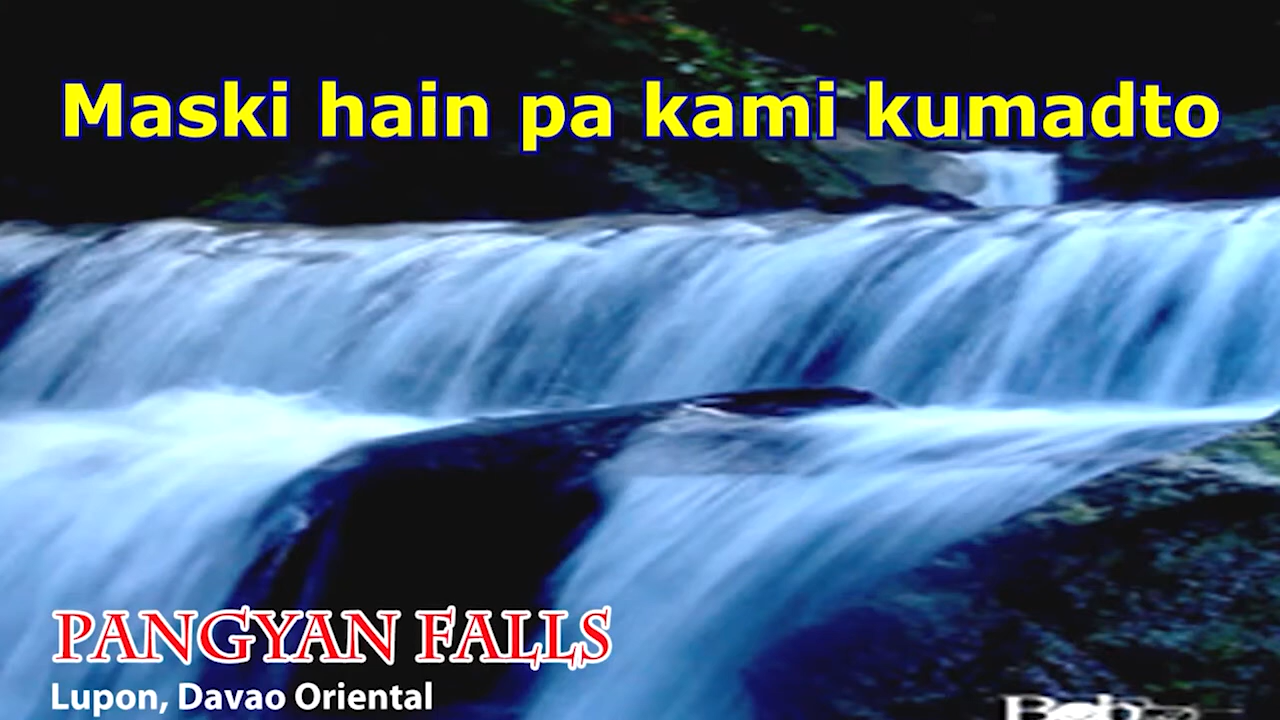 Maski hain pa kami kumadto
PANGYAN FALLS
Lupon, Davao Oriental